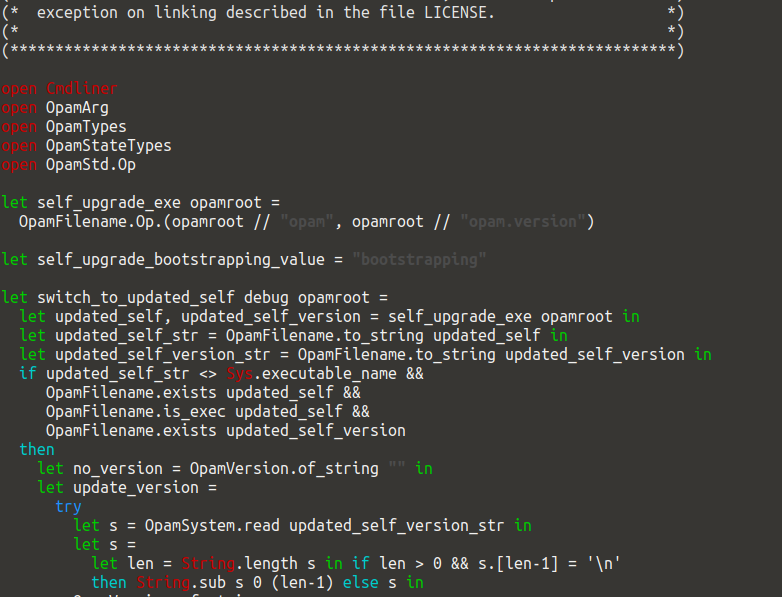 (*  exception on linking described in the file LICENSE.                   *)
(*                                                                        *)
(**************************************************************************)

open Cmdliner
open OpamArg
open OpamTypes
open OpamStateTypes
open OpamStd.Op

let self_upgrade_exe opamroot =
  OpamFilename.Op.(opamroot // "opam", opamroot // "opam.version")

let self_upgrade_bootstrapping_value = "bootstrapping"

let switch_to_updated_self debug opamroot =
  let updated_self, updated_self_version = self_upgrade_exe opamroot in
  let updated_self_str = OpamFilename.to_string updated_self in
  let updated_self_version_str = OpamFilename.to_string updated_self_version in
  if updated_self_str <> Sys.executable_name &&
     OpamFilename.exists updated_self &&
     OpamFilename.is_exec updated_self &&
     OpamFilename.exists updated_self_version
  then
    let no_version = OpamVersion.of_string "" in
    let update_version =
      try
        let s = OpamSystem.read updated_self_version_str in
        let s =
          let len = String.length s in if len > 0 && s.[len-1] = '\n'
          then String.sub s 0 (len-1) else s in